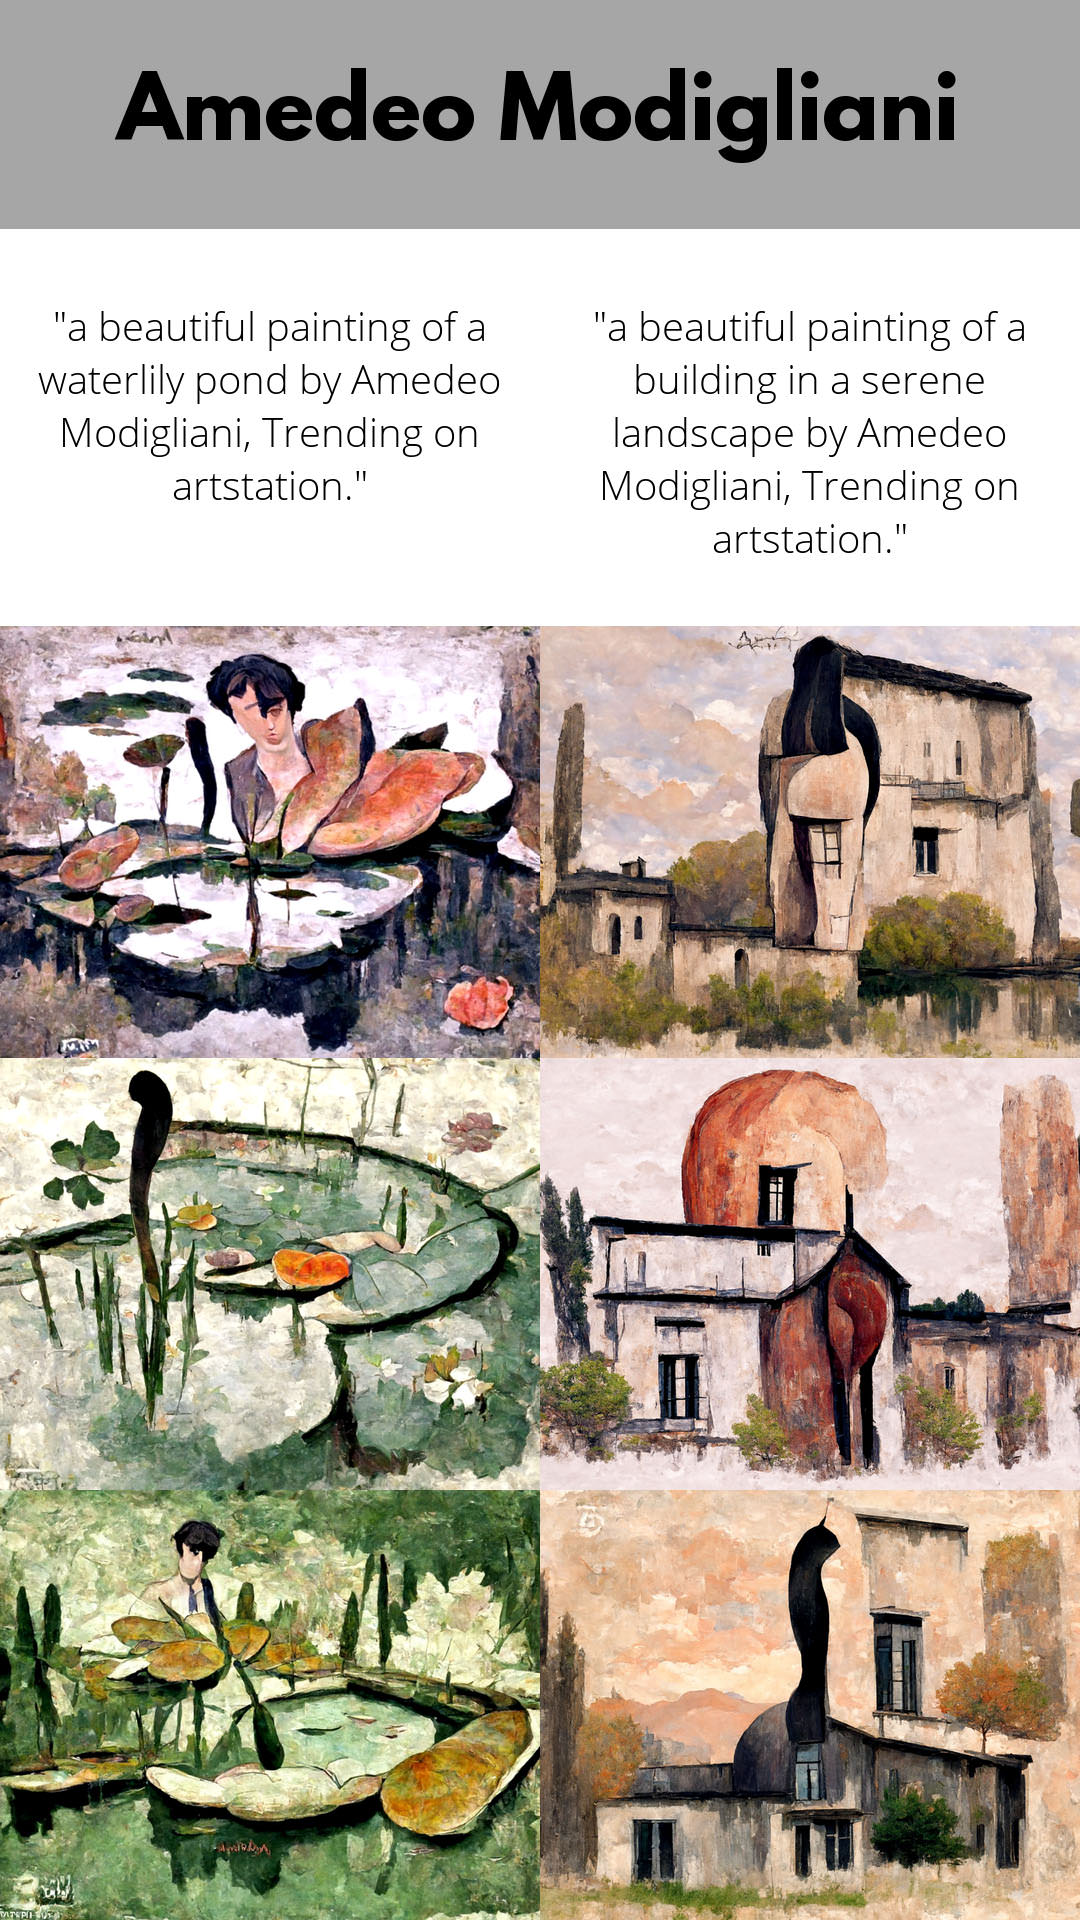 Amedeo Modigliani
"a beautiful painting of a
waterlily pond by Amedeo
Modigliani, Trending on
artstation."
"a beautiful painting of a
building in a serene
landscape by Amedeo
Modigliani, Trending on
artstation."